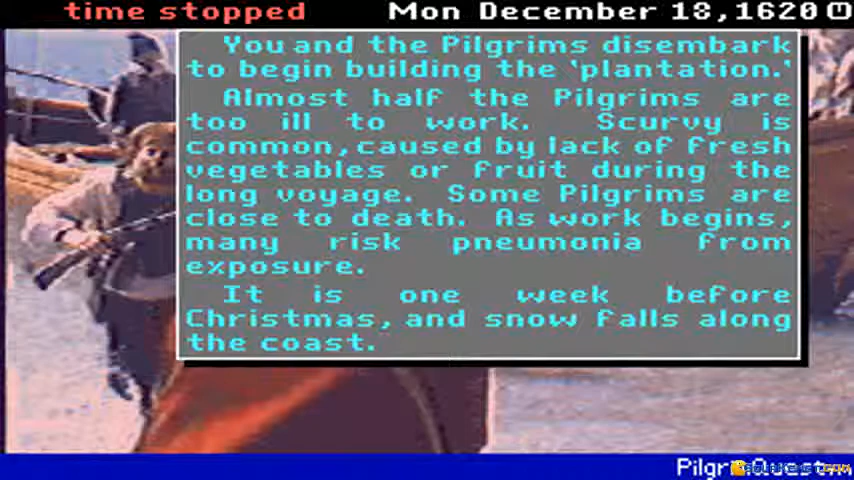 time stopped
Mon December 18,1620
You and the Pilgrims disembark
to begin building the 'plantation.'
Almost half the Pilgrims are
too ill to work. Scurvy is
common, caused by lack of fresh
vegetables or fruit during the
long voyage. Some Pilgrims are
close to death. As work begins,
many risk pneumonia from
exposure.
It is one week before
Christmas, and snow falls along
the coast.